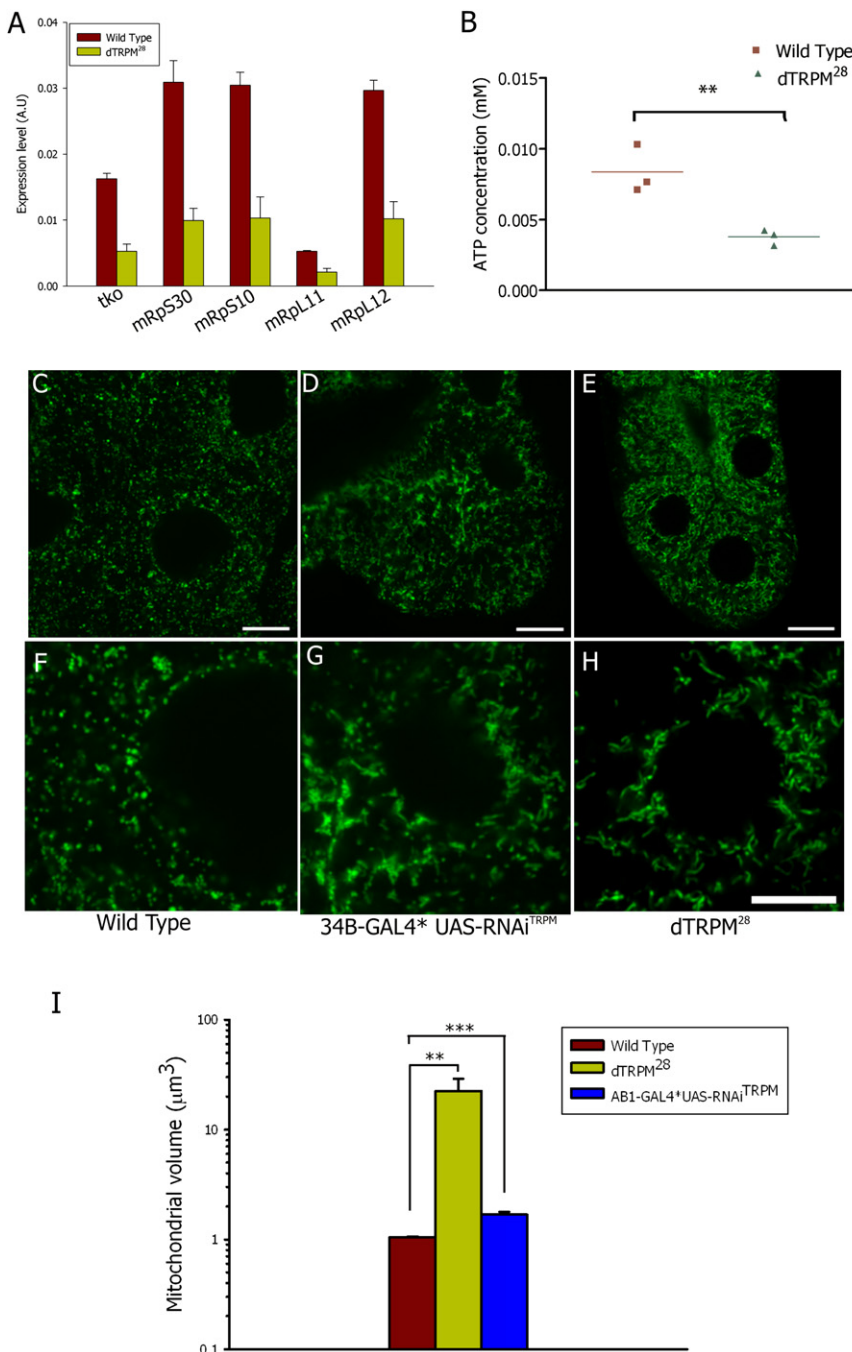 A
0.04
0.03
0.02
0.01
0.00
Expression level (A.U)
Wild Type
dTRPM²⁸
tko
mRpS30
mRpS10
mRpL11
mRpL12
B
Wild Type
dTRPM²⁸
0.015
0.010
0.005
0.000
ATP concentration (mM)
**
C
D
E
F
G
H
Wild Type
34B-GAL4* UAS-RNAiᵀᴿᴾᴹ
dTRPM²⁸
I
100
10
1
0.1
Mitochondrial volume (μm³)
***
**
Wild Type
dTRPM²⁸
AB1-GAL4*UAS-RNAiᵀᴿᴾᴹ